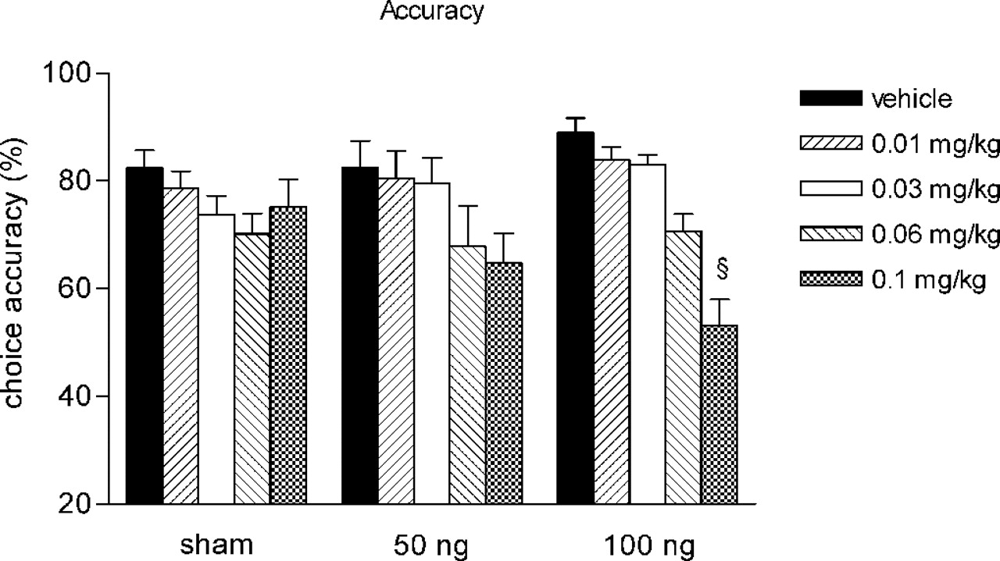 Accuracy
choice accuracy (%)
100
80
60
40
20
sham
50 ng
100 ng
§
vehicle
0.01 mg/kg
0.03 mg/kg
0.06 mg/kg
0.1 mg/kg